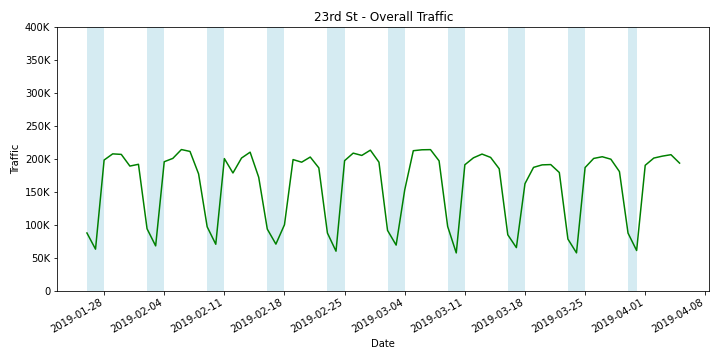 23rd St - Overall Traffic
400K
350K
300K
250K
200K
150K
100K
50K
0
Traffic
2019-01-28
2019-02-04
2019-02-11
2019-02-18
2019-02-25
2019-03-04
2019-03-11
2019-03-18
2019-03-25
2019-04-01
2019-04-08
Date